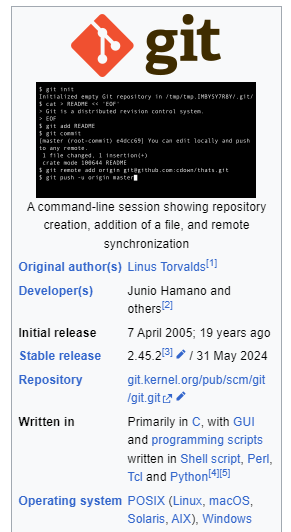 git
$ git init
Initialized empty Git repository in /tmp/tmp.IMBYSY7R8Y/.git/
$ cat > README << 'EOF'
> Git is a distributed revision control system.
> EOF
$ git add README
$ git commit
[master (root-commit) e4dcc69] You can edit locally and push
to any remote.
1 file changed, 1 insertion(+)
create mode 100644 README
$ git remote add origin git@github.com:cdown/thats.git
$ git push -u origin master
A command-line session showing repository
creation, addition of a file, and remote
synchronization
Original author(s) Linus Torvalds[1]
Developer(s) Junio Hamano and
others[2]
Initial release 7 April 2005; 19 years ago
Stable release 2.45.2[3] / 31 May 2024
Repository git.kernel.org/pub/scm/git
/git.git
Written in Primarily in C, with GUI
and programming scripts
written in Shell script, Perl,
Tcl and Python[4][5]
Operating system POSIX (Linux, macOS,
Solaris, AIX), Windows